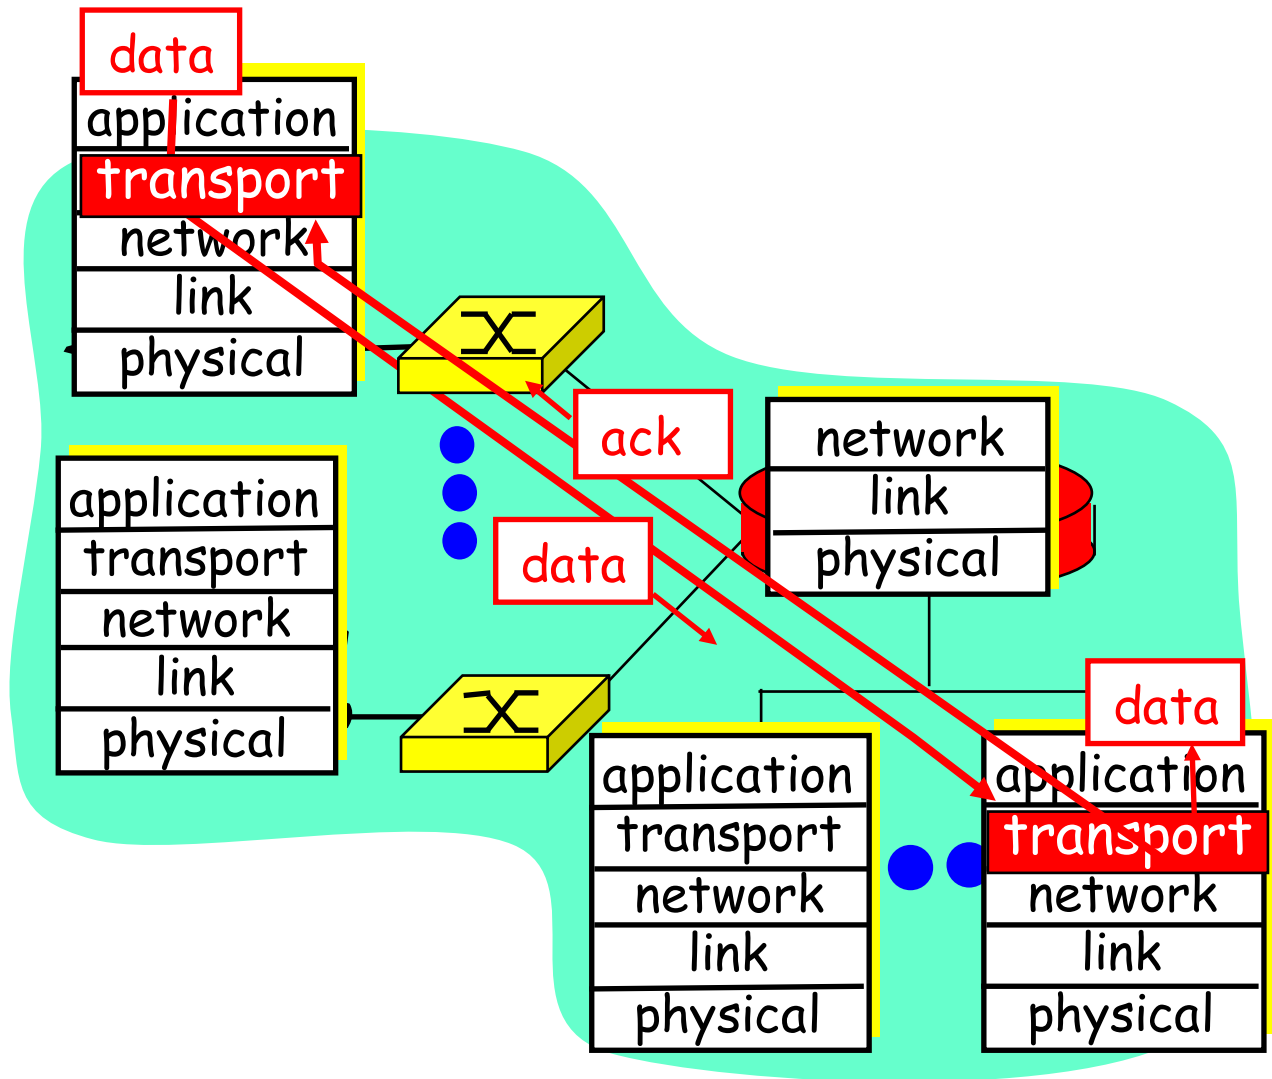 data
application
transport
network
link
physical
ack
network
link
physical
application
transport
network
link
physical
data
data
application
transport
network
link
physical
application
transport
network
link
physical